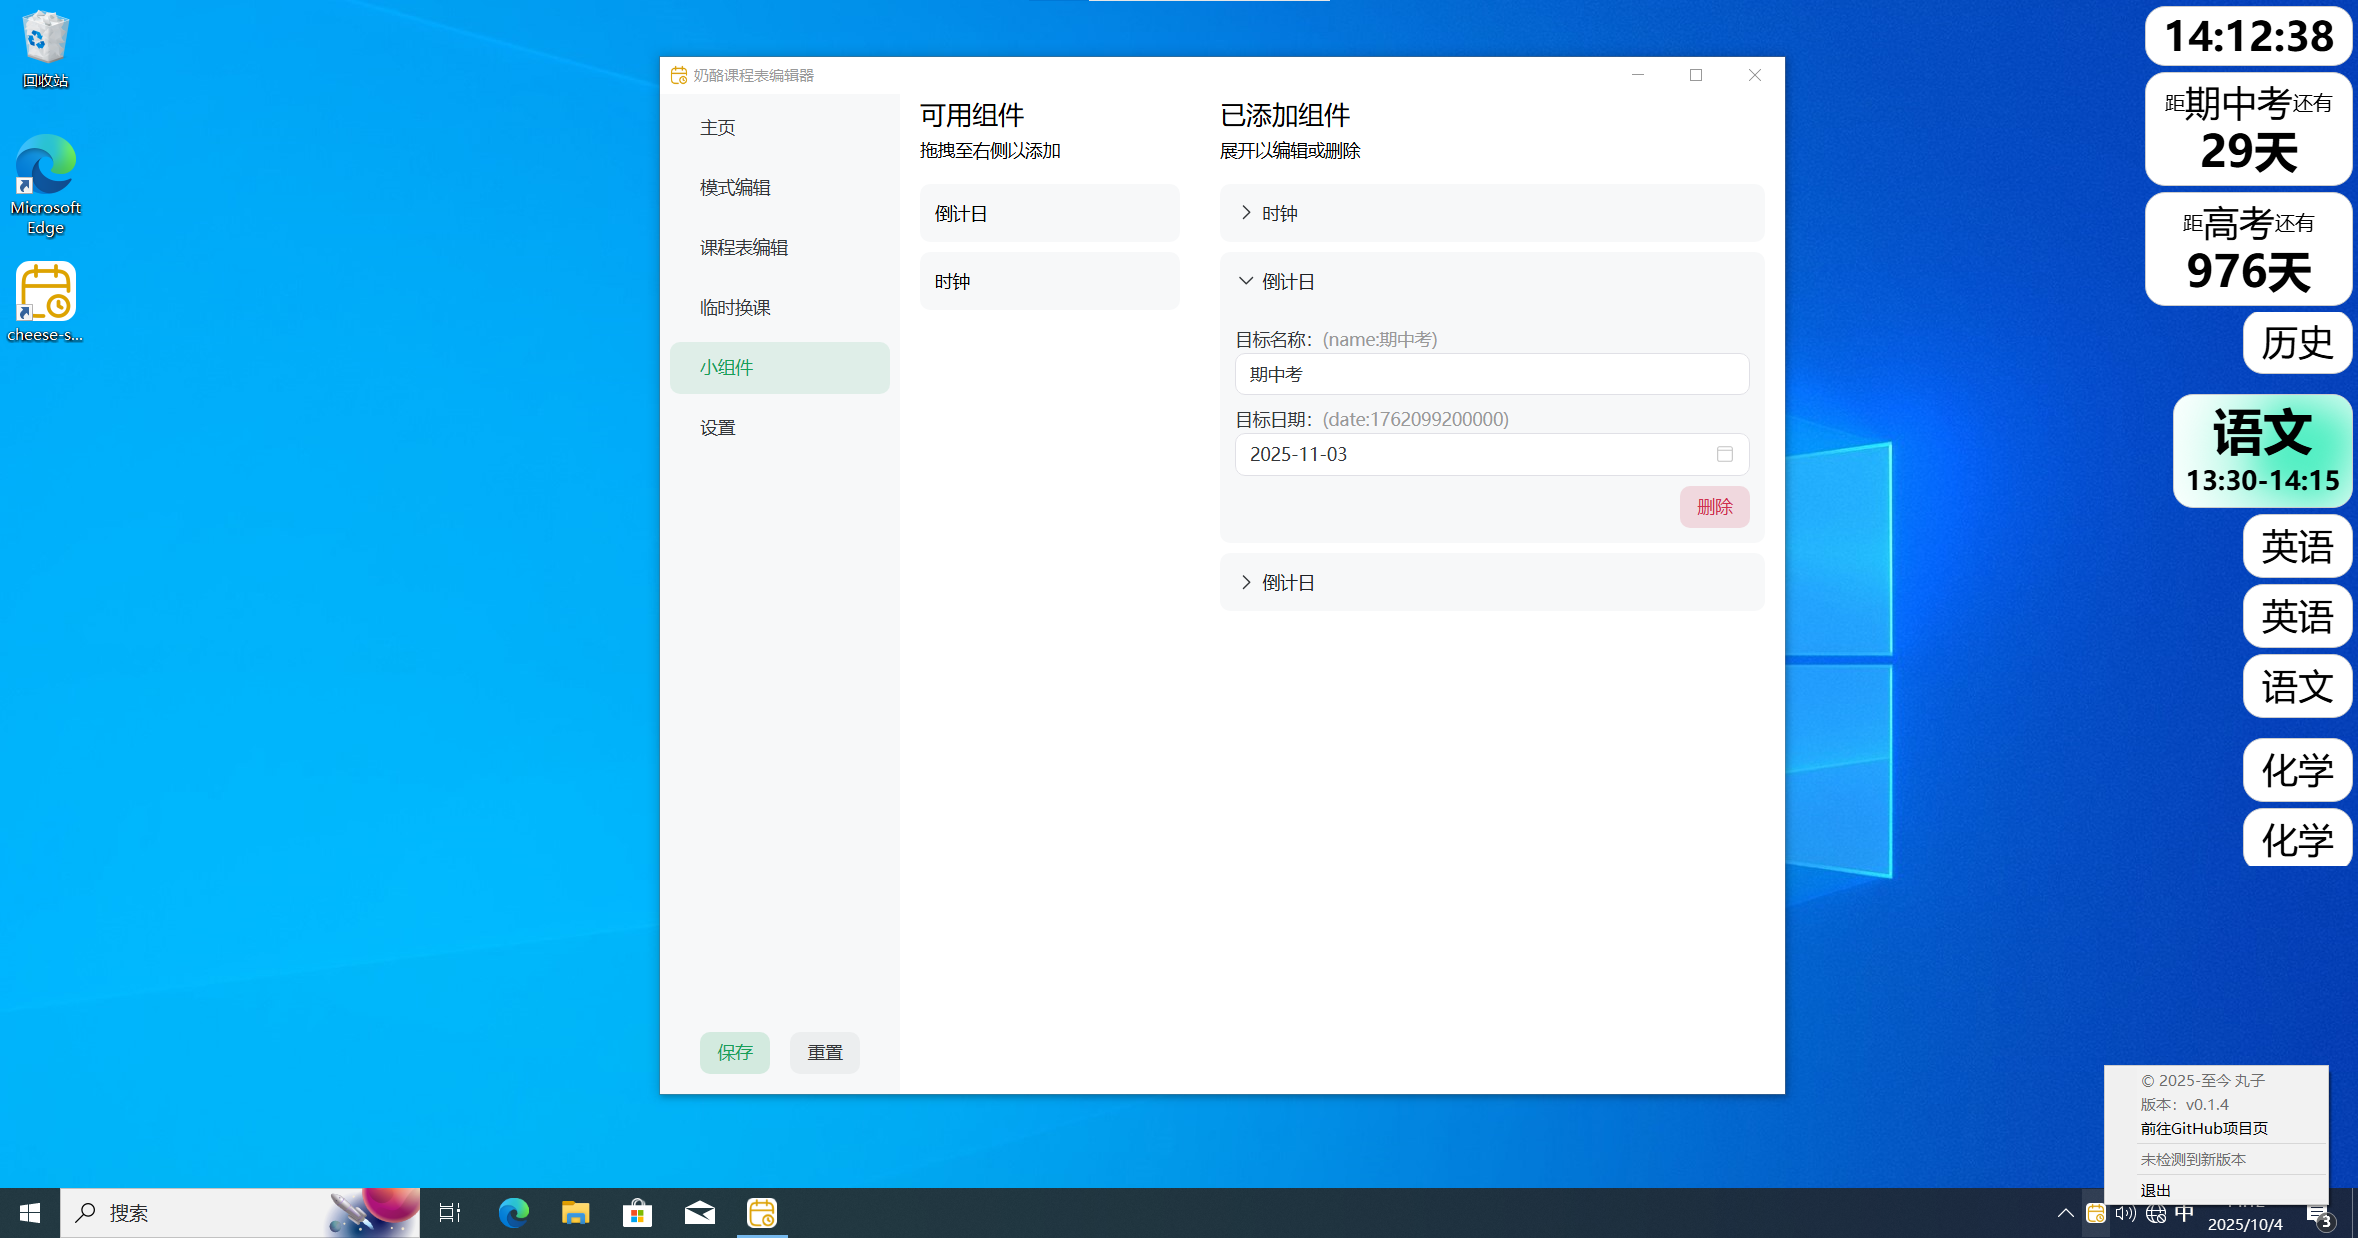 回收站
Microsoft
Edge
cheese-s...
奶酪课程表编辑器
主页
模式编辑
课程表编辑
临时换课
小组件
设置
保存
重置
可用组件
拖拽至右侧以添加
倒计日
时钟
已添加组件
展开以编辑或删除
时钟
倒计日
目标名称： (name:期中考)
期中考
目标日期： (date:1762099200000)
2025-11-03
删除
倒计日
14:12:38
距期中考还有
29天
距高考还有
976天
历史
语文
13:30-14:15
英语
英语
语文
化学
化学
© 2025-至今 丸子
版本： v0.1.4
前往GitHub项目页
未检测到新版本
退出
搜索
中
2025/10/4
3